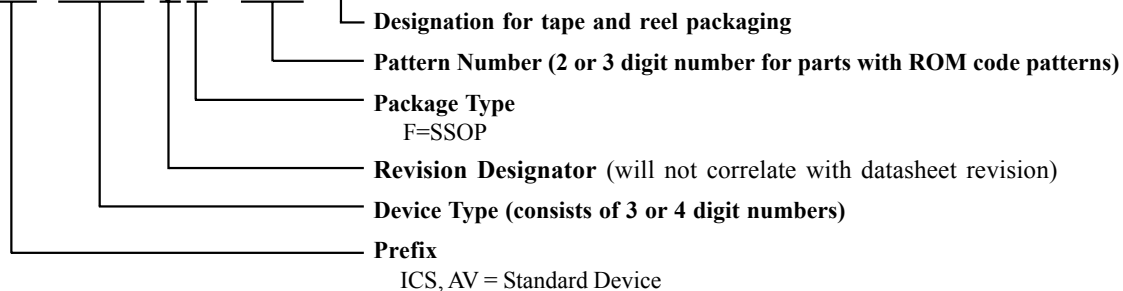 Designation for tape and reel packaging
Pattern Number (2 or 3 digit number for parts with ROM code patterns)
Package Type
F=SSOP
Revision Designator (will not correlate with datasheet revision)
Device Type (consists of 3 or 4 digit numbers)
Prefix
ICS, AV = Standard Device